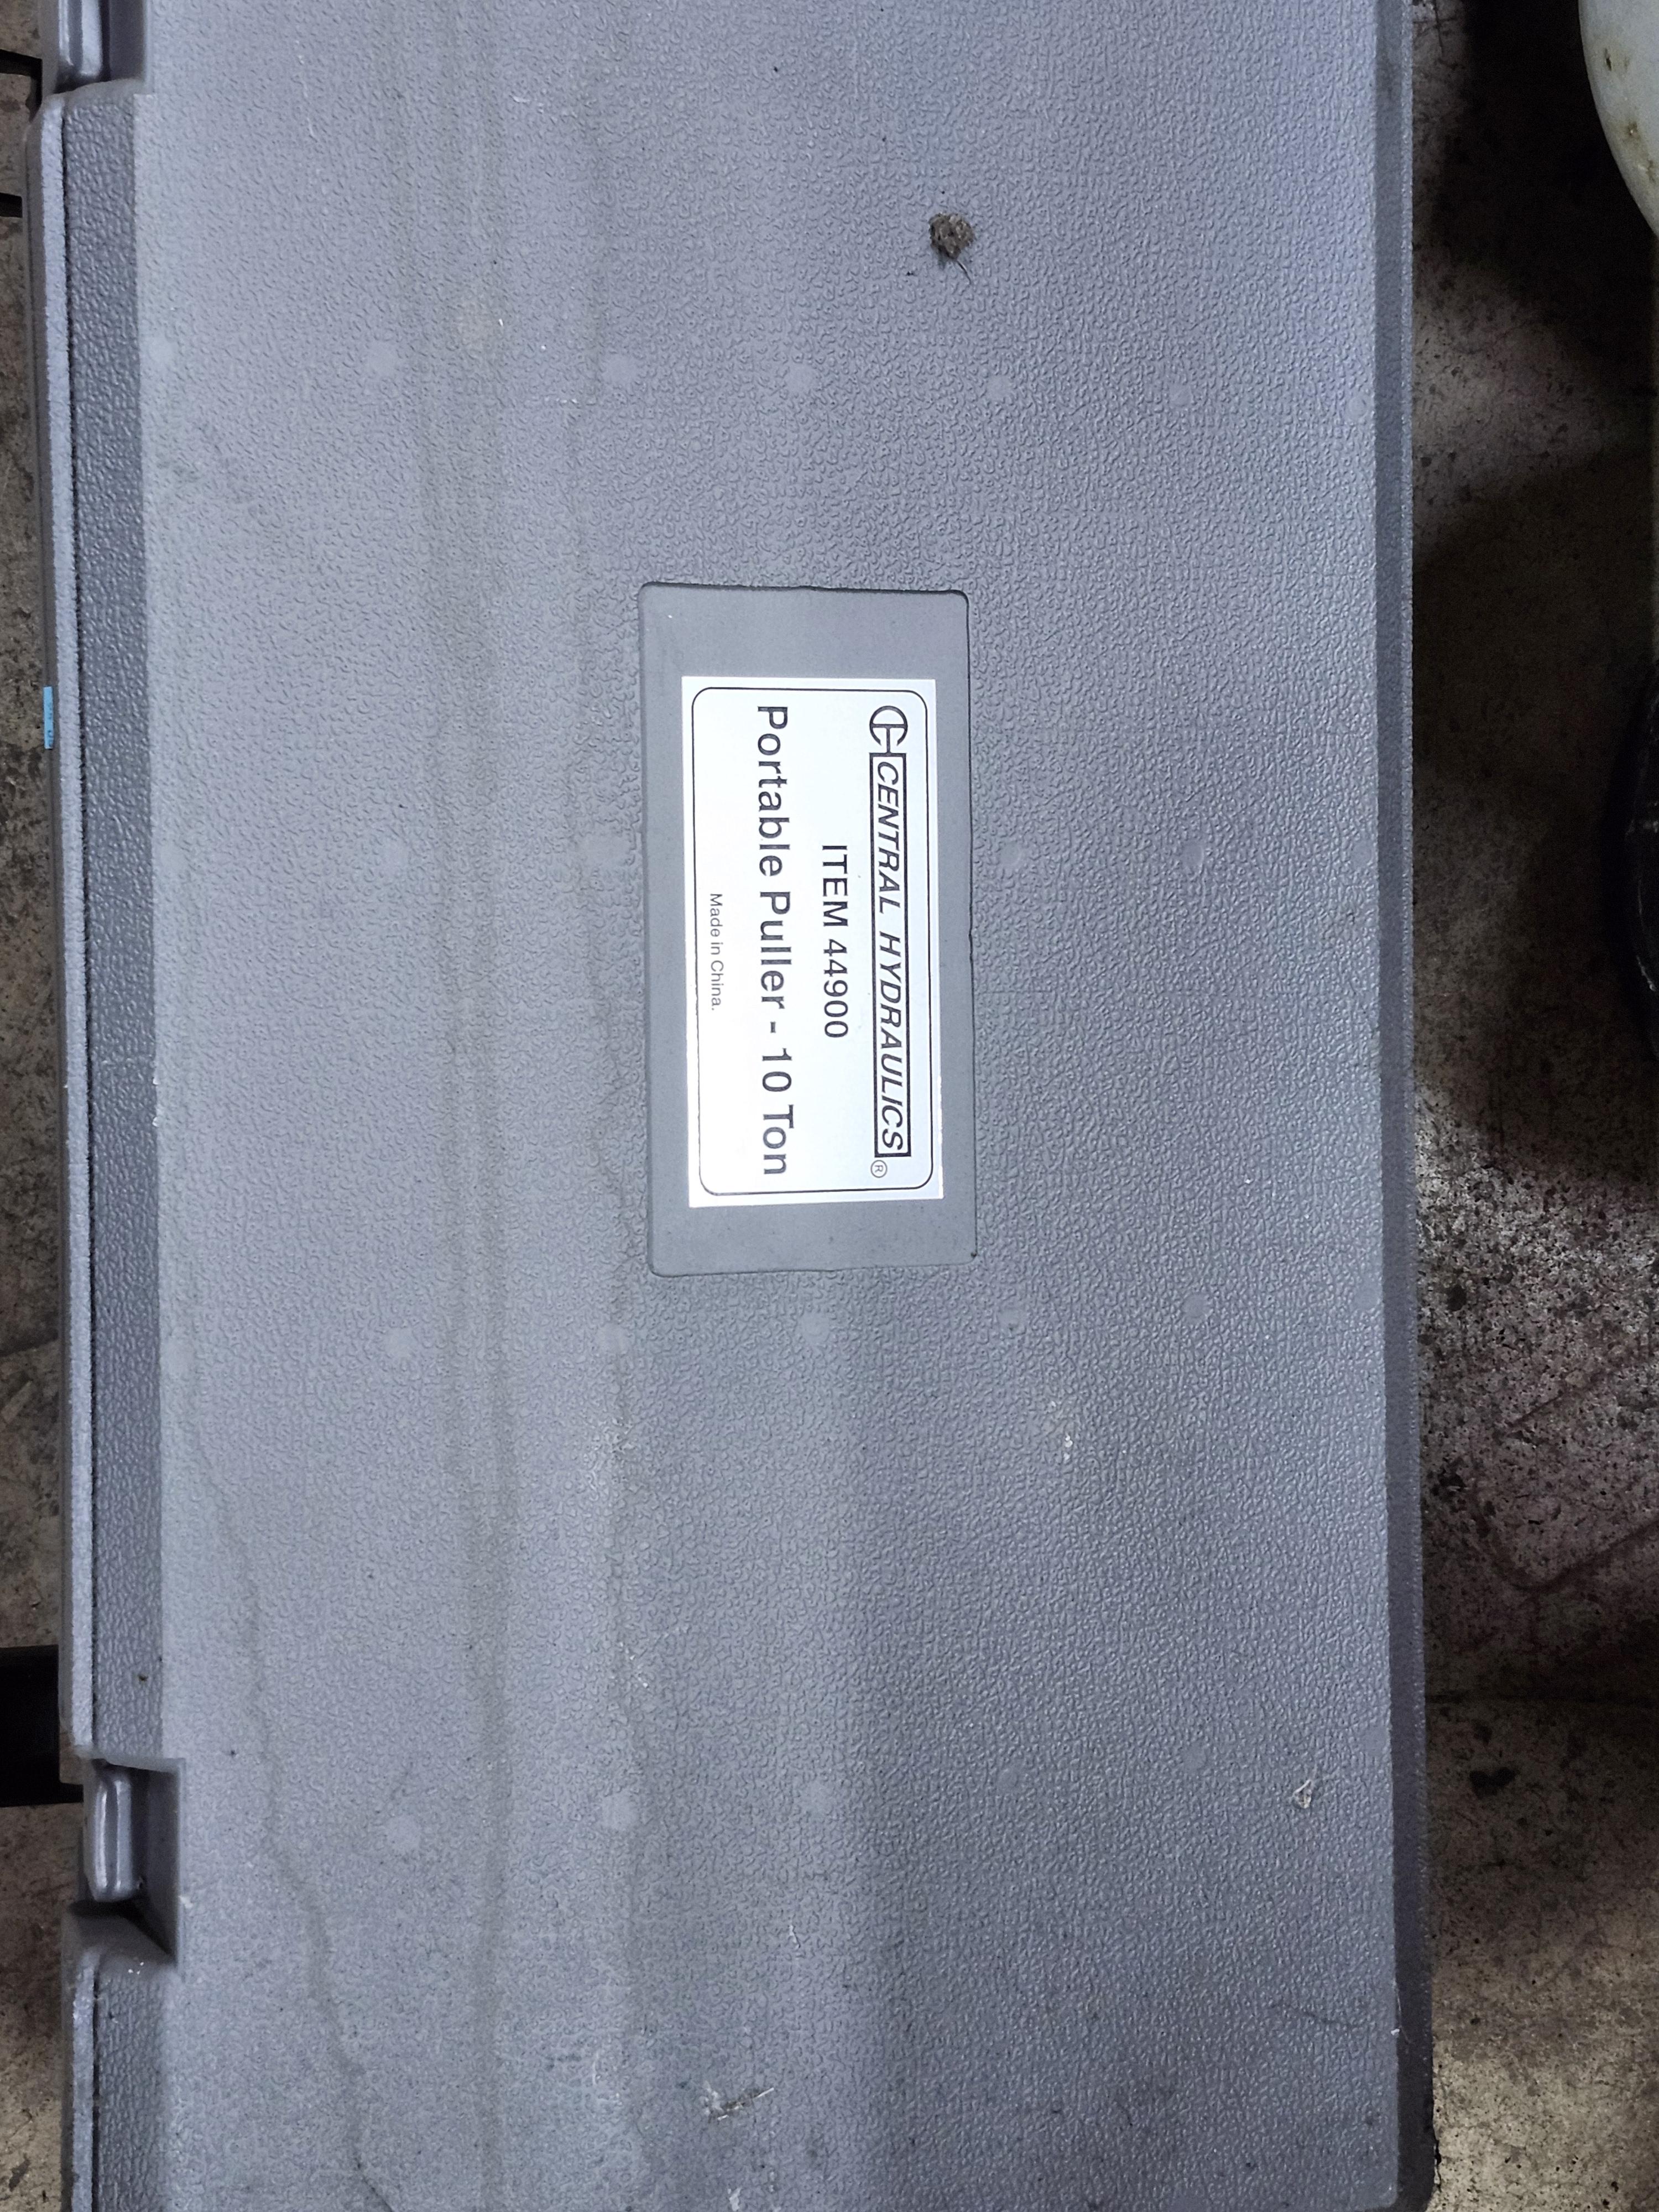 CENTRAL HYDRAULICS®
ITEM 44900
Portable Puller - 10 Ton
Made in China.